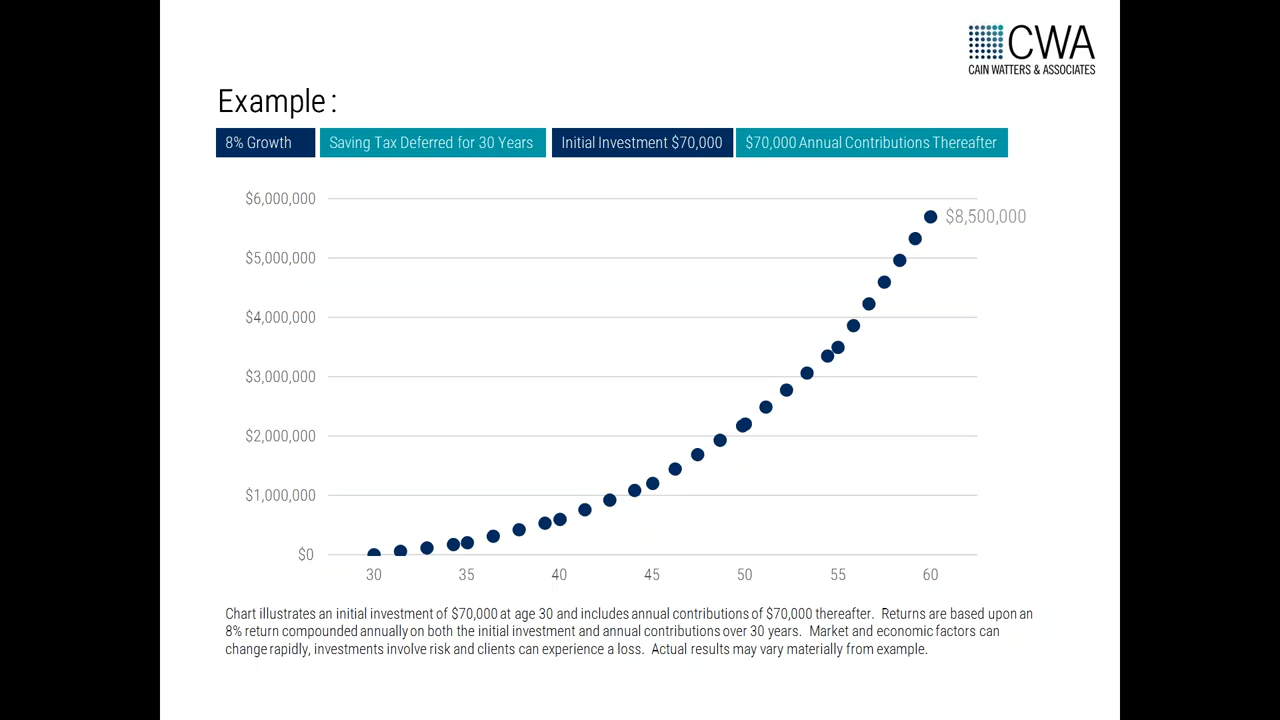 CWA
CAIN WATTERS & ASSOCIATES
Example:
8% Growth
Saving Tax Deferred for 30 Years
Initial Investment $70,000
$70,000 Annual Contributions Thereafter
$6,000,000
$8,500,000
$5,000,000
$4,000,000
$3,000,000
$2,000,000
$1,000,000
$0
30 35 40 45 50 55 60
Chart illustrates an initial investment of $70,000 at age 30 and includes annual contributions of $70,000 thereafter. Returns are based upon an
8% return compounded annually on both the initial investment and annual contributions over 30 years. Market and economic factors can
change rapidly, investments involve risk and clients can experience a loss. Actual results may vary materially from example.